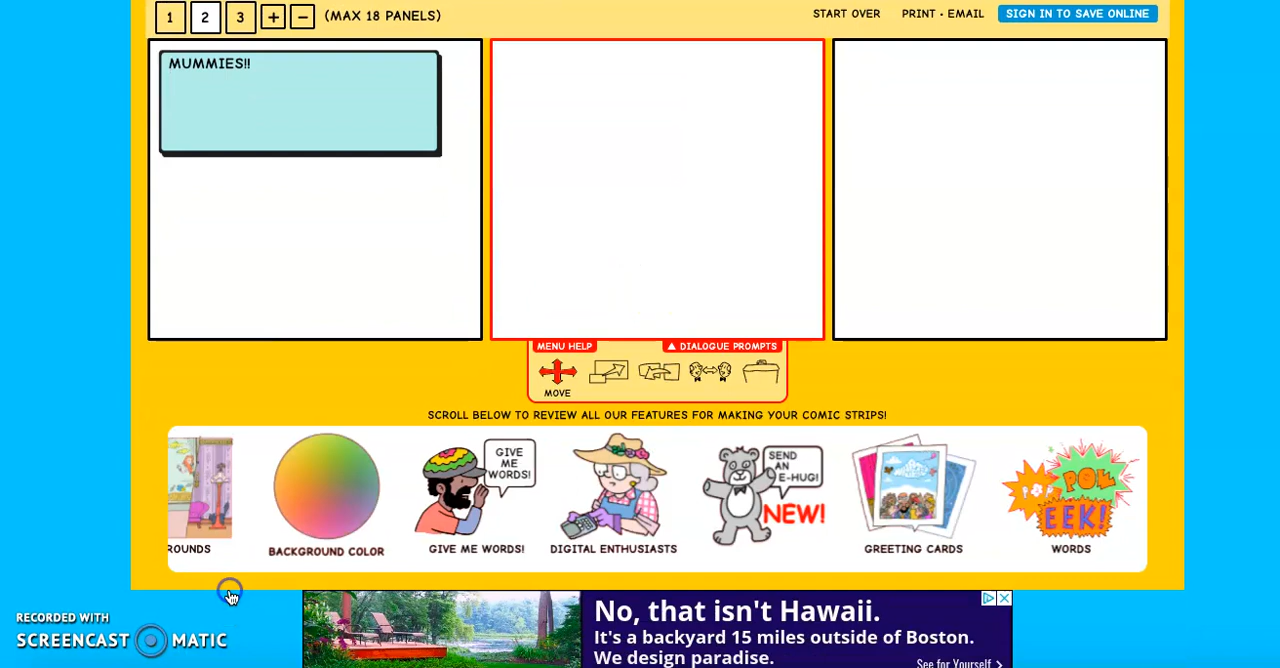 1 2 3 + − (MAX 18 PANELS)
START OVER PRINT • EMAIL SIGN IN TO SAVE ONLINE
MUMMIES!!
MENU HELP ▲ DIALOGUE PROMPTS
MOVE
SCROLL BELOW TO REVIEW ALL OUR FEATURES FOR MAKING YOUR COMIC STRIPS!
ROUNDS
BACKGROUND COLOR
GIVE
ME
WORDS!
GIVE ME WORDS!
DIGITAL ENTHUSIASTS
SEND
AN
E-HUG!
NEW!
GREETING CARDS
POW
EEK!
WORDS
RECORDED WITH
SCREENCAST MATIC
No, that isn't Hawaii.
It's a backyard 15 miles outside of Boston.
We design paradise.
See for Yourself >